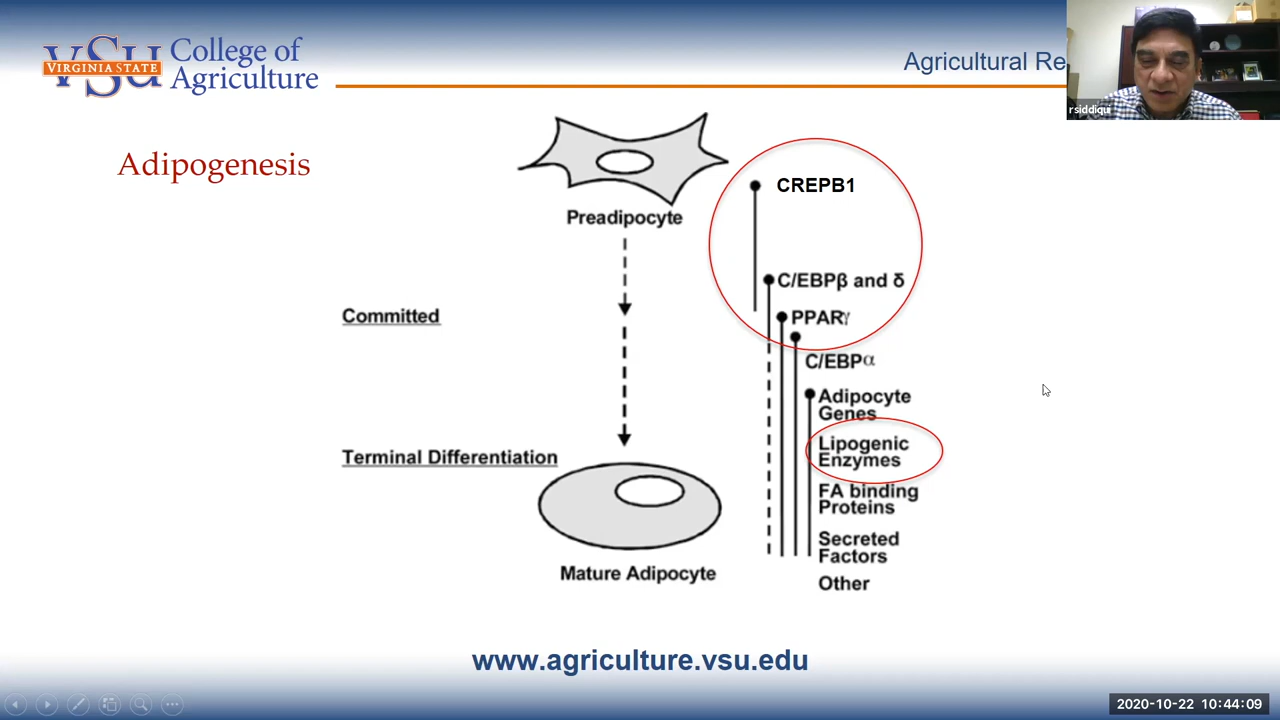 VSU
VIRGINIA STATE
College of
Agriculture
Agricultural Re
rsiddiqui
Adipogenesis
Preadipocyte
CREPB1
C/EBPβ and δ
Committed
PPARγ
C/EBPα
Adipocyte
Genes
Lipogenic
Enzymes
Terminal Differentiation
FA binding
Proteins
Secreted
Factors
Mature Adipocyte
Other
www.agriculture.vsu.edu
2020-10-22 10:44:09